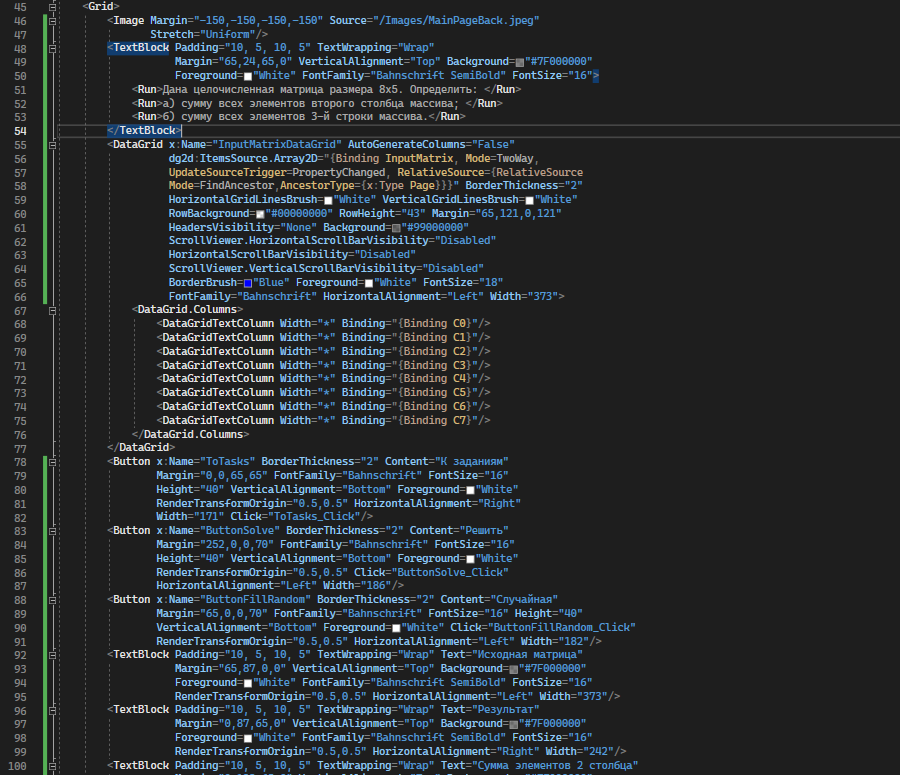 45 <Grid>
46 <Image Margin="-150,-150,-150,-150" Source="/Images/MainPageBack.jpeg"
47 Stretch="Uniform"/>
48 <TextBlock Padding="10, 5, 10, 5" TextWrapping="Wrap"
49 Margin="65,24,65,0" VerticalAlignment="Top" Background="#7F000000"
50 Foreground="White" FontFamily="Bahnschrift SemiBold" FontSize="16">
51 <Run>Дана целочисленная матрица размера 8x5. Определить: </Run>
52 <Run>а) сумму всех элементов второго столбца массива; </Run>
53 <Run>б) сумму всех элементов 3-й строки массива.</Run>
54 </TextBlock>
55 <DataGrid x:Name="InputMatrixDataGrid" AutoGenerateColumns="False"
56 dg2d:ItemsSource.Array2D="{Binding InputMatrix, Mode=TwoWay,
57 UpdateSourceTrigger=PropertyChanged, RelativeSource={RelativeSource
58 Mode=FindAncestor,AncestorType={x:Type Page}}}" BorderThickness="2"
59 HorizontalGridLinesBrush="White" VerticalGridLinesBrush="White"
60 RowBackground="#00000000" RowHeight="43" Margin="65,121,0,121"
61 HeadersVisibility="None" Background="#99000000"
62 ScrollViewer.HorizontalScrollBarVisibility="Disabled"
63 HorizontalScrollBarVisibility="Disabled"
64 ScrollViewer.VerticalScrollBarVisibility="Disabled"
65 BorderBrush="Blue" Foreground="White" FontSize="18"
66 FontFamily="Bahnschrift" HorizontalAlignment="Left" Width="373">
67 <DataGrid.Columns>
68 <DataGridTextColumn Width="*" Binding="{Binding C0}"/>
69 <DataGridTextColumn Width="*" Binding="{Binding C1}"/>
70 <DataGridTextColumn Width="*" Binding="{Binding C2}"/>
71 <DataGridTextColumn Width="*" Binding="{Binding C3}"/>
72 <DataGridTextColumn Width="*" Binding="{Binding C4}"/>
73 <DataGridTextColumn Width="*" Binding="{Binding C5}"/>
74 <DataGridTextColumn Width="*" Binding="{Binding C6}"/>
75 <DataGridTextColumn Width="*" Binding="{Binding C7}"/>
76 </DataGrid.Columns>
77 </DataGrid>
78 <Button x:Name="ToTasks" BorderThickness="2" Content="К заданиям"
79 Margin="0,0,65,65" FontFamily="Bahnschrift" FontSize="16"
80 Height="40" VerticalAlignment="Bottom" Foreground="White"
81 RenderTransformOrigin="0.5,0.5" HorizontalAlignment="Right"
82 Width="171" Click="ToTasks_Click"/>
83 <Button x:Name="ButtonSolve" BorderThickness="2" Content="Решить"
84 Margin="252,0,0,70" FontFamily="Bahnschrift" FontSize="16"
85 Height="40" VerticalAlignment="Bottom" Foreground="White"
86 RenderTransformOrigin="0.5,0.5" Click="ButtonSolve_Click"
87 HorizontalAlignment="Left" Width="186"/>
88 <Button x:Name="ButtonFillRandom" BorderThickness="2" Content="Случайная"
89 Margin="65,0,0,70" FontFamily="Bahnschrift" FontSize="16" Height="40"
90 VerticalAlignment="Bottom" Foreground="White" Click="ButtonFillRandom_Click"
91 RenderTransformOrigin="0.5,0.5" HorizontalAlignment="Left" Width="182"/>
92 <TextBlock Padding="10, 5, 10, 5" TextWrapping="Wrap" Text="Исходная матрица"
93 Margin="65,87,0,0" VerticalAlignment="Top" Background="#7F000000"
94 Foreground="White" FontFamily="Bahnschrift SemiBold" FontSize="16"
95 RenderTransformOrigin="0.5,0.5" HorizontalAlignment="Left" Width="373"/>
96 <TextBlock Padding="10, 5, 10, 5" TextWrapping="Wrap" Text="Результат"
97 Margin="0,87,65,0" VerticalAlignment="Top" Background="#7F000000"
98 Foreground="White" FontFamily="Bahnschrift SemiBold" FontSize="16"
99 RenderTransformOrigin="0.5,0.5" HorizontalAlignment="Right" Width="242"/>
100 <TextBlock Padding="10, 5, 10, 5" TextWrapping="Wrap" Text="Сумма элементов 2 столбца"